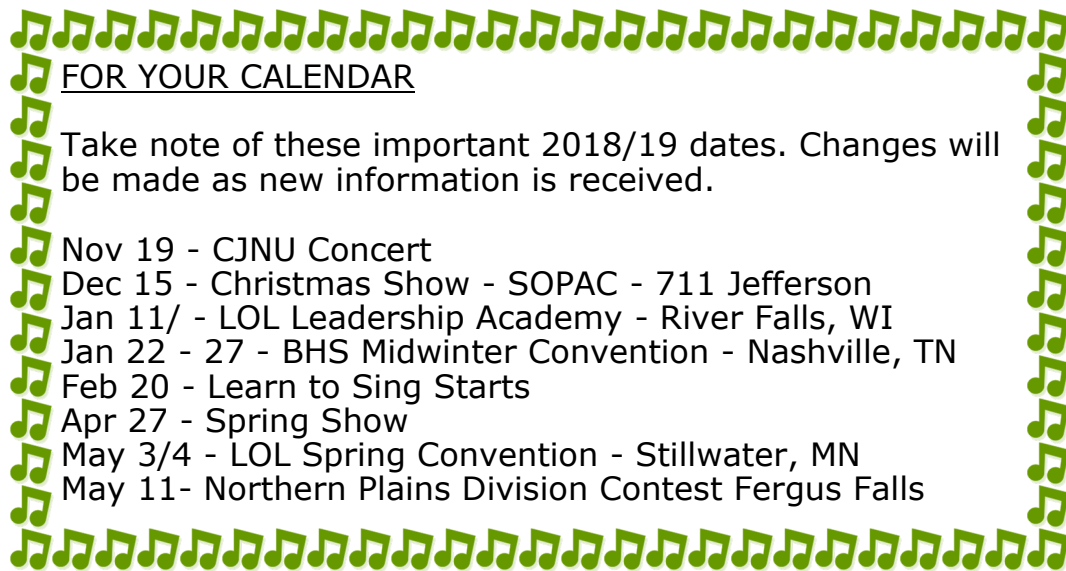 FOR YOUR CALENDAR
Take note of these important 2018/19 dates. Changes will
be made as new information is received.
Nov 19 - CJNU Concert
Dec 15 - Christmas Show - SOPAC - 711 Jefferson
Jan 11/ - LOL Leadership Academy - River Falls, WI
Jan 22 - 27 - BHS Midwinter Convention - Nashville, TN
Feb 20 - Learn to Sing Starts
Apr 27 - Spring Show
May 3/4 - LOL Spring Convention - Stillwater, MN
May 11- Northern Plains Division Contest Fergus Falls